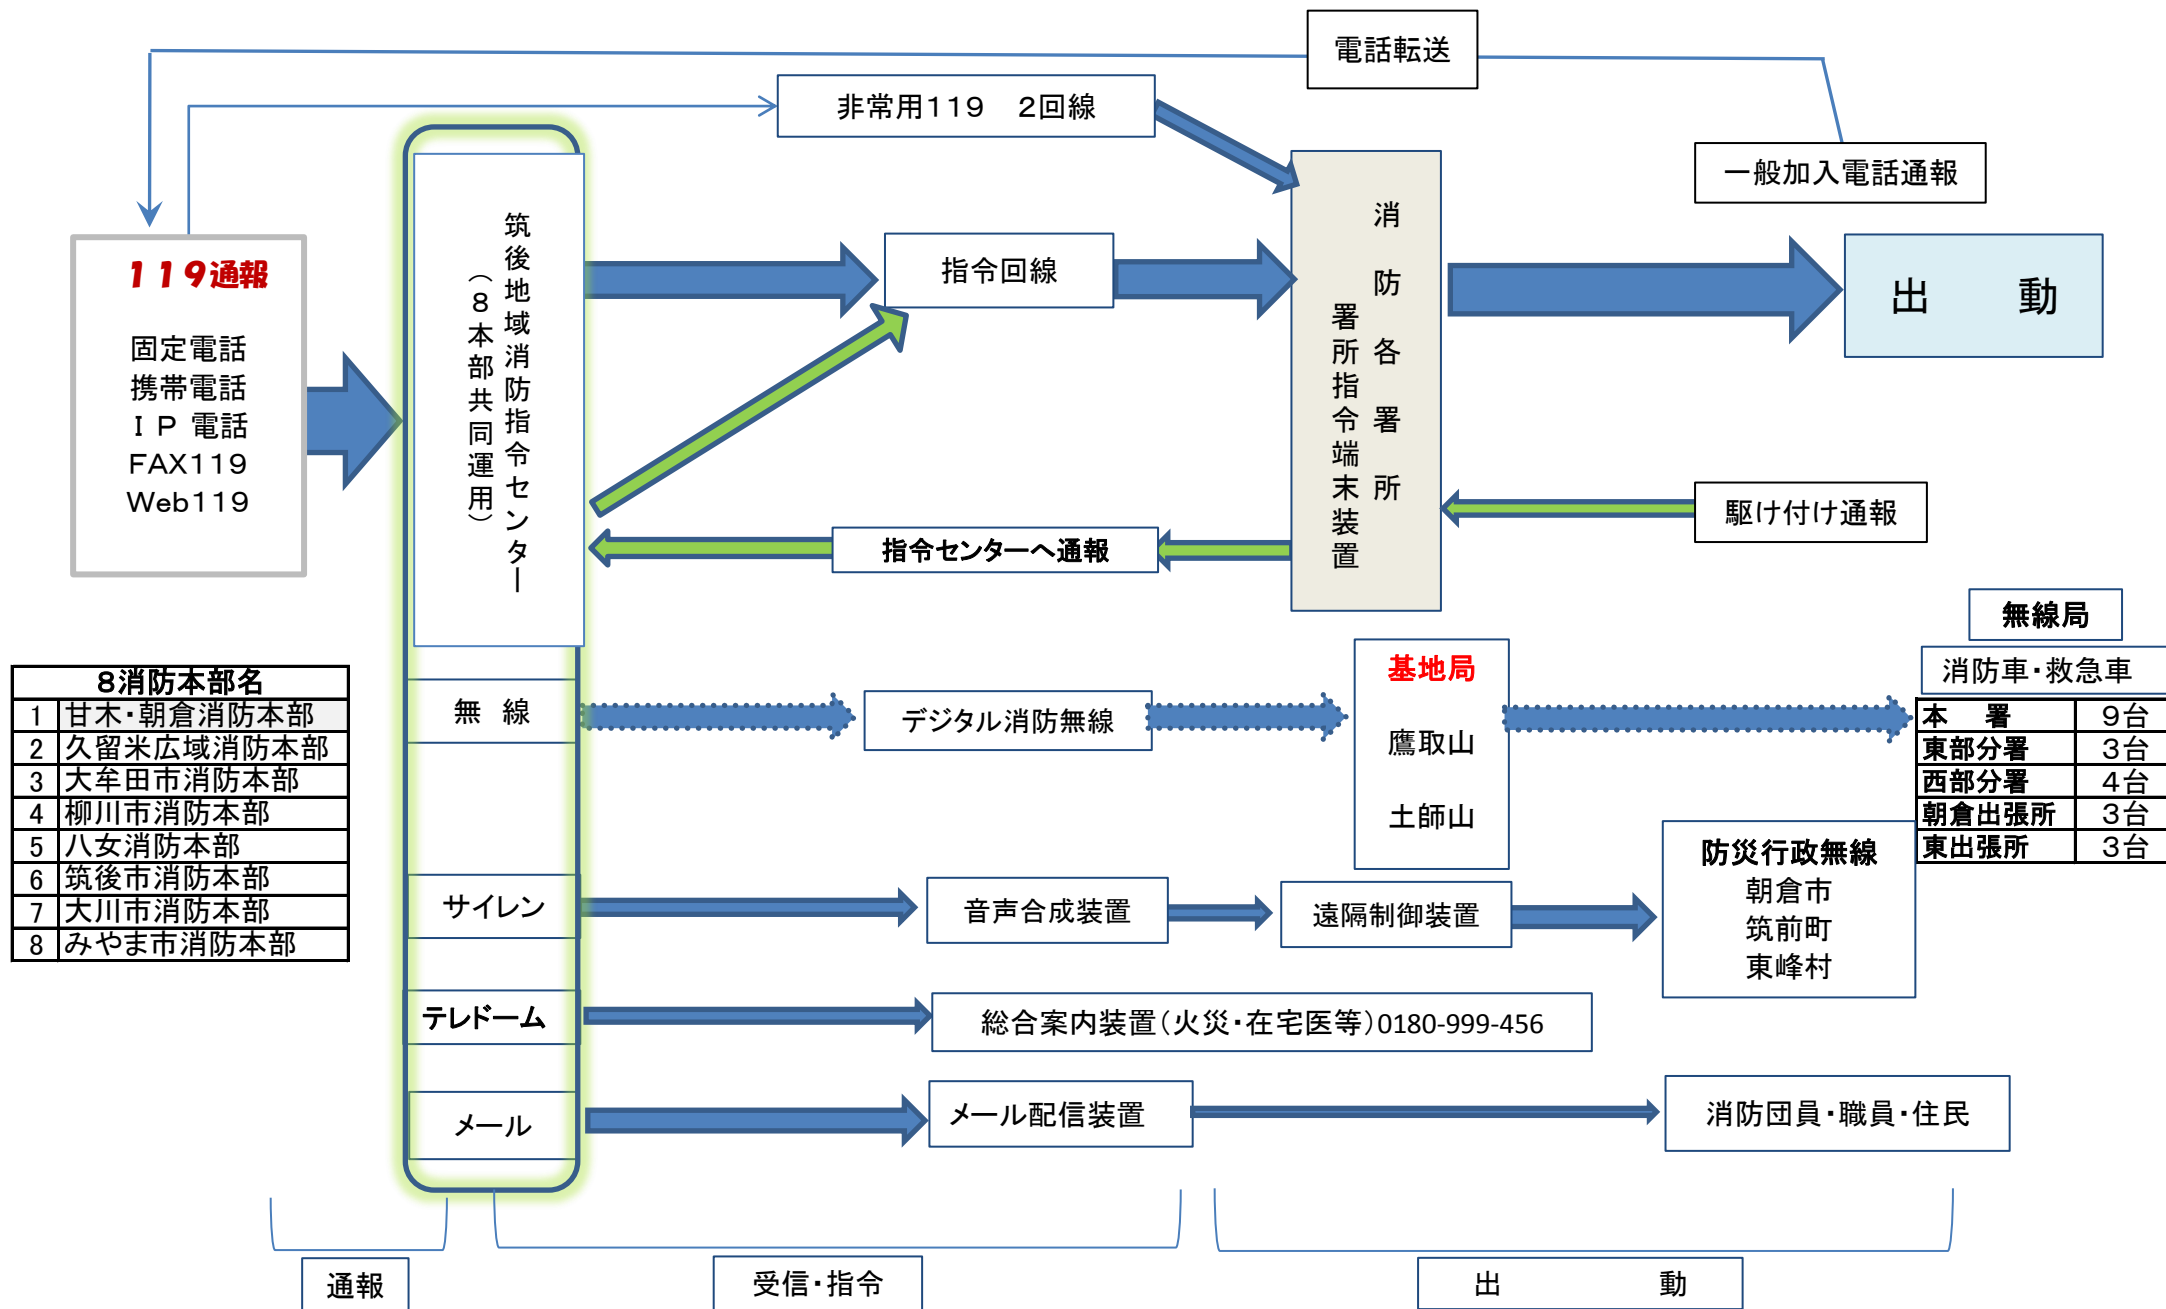 電話転送
非常用119　2回線
一般加入電話通報
119通報
固定電話
携帯電話
ＩＰ電話
FAX119
Web119
筑後地域消防指令センター
（８本部共同運用）
指令回線
消防各署所
署所指令端末装置
出　動
駆け付け通報
指令センターへ通報
無線局
消防車・救急車
本　署 9台
東部分署 3台
西部分署 4台
朝倉出張所 3台
東出張所 3台
8消防本部名
1 甘木・朝倉消防本部
2 久留米広域消防本部
3 大牟田市消防本部
4 柳川市消防本部
5 八女消防本部
6 筑後市消防本部
7 大川市消防本部
8 みやま市消防本部
無 線
デジタル消防無線
基地局
鷹取山
土師山
サイレン
音声合成装置
遠隔制御装置
防災行政無線
朝倉市
筑前町
東峰村
テレドーム
総合案内装置（火災・在宅医等）0180-999-456
メール
メール配信装置
消防団員・職員・住民
通報
受信・指令
出　動